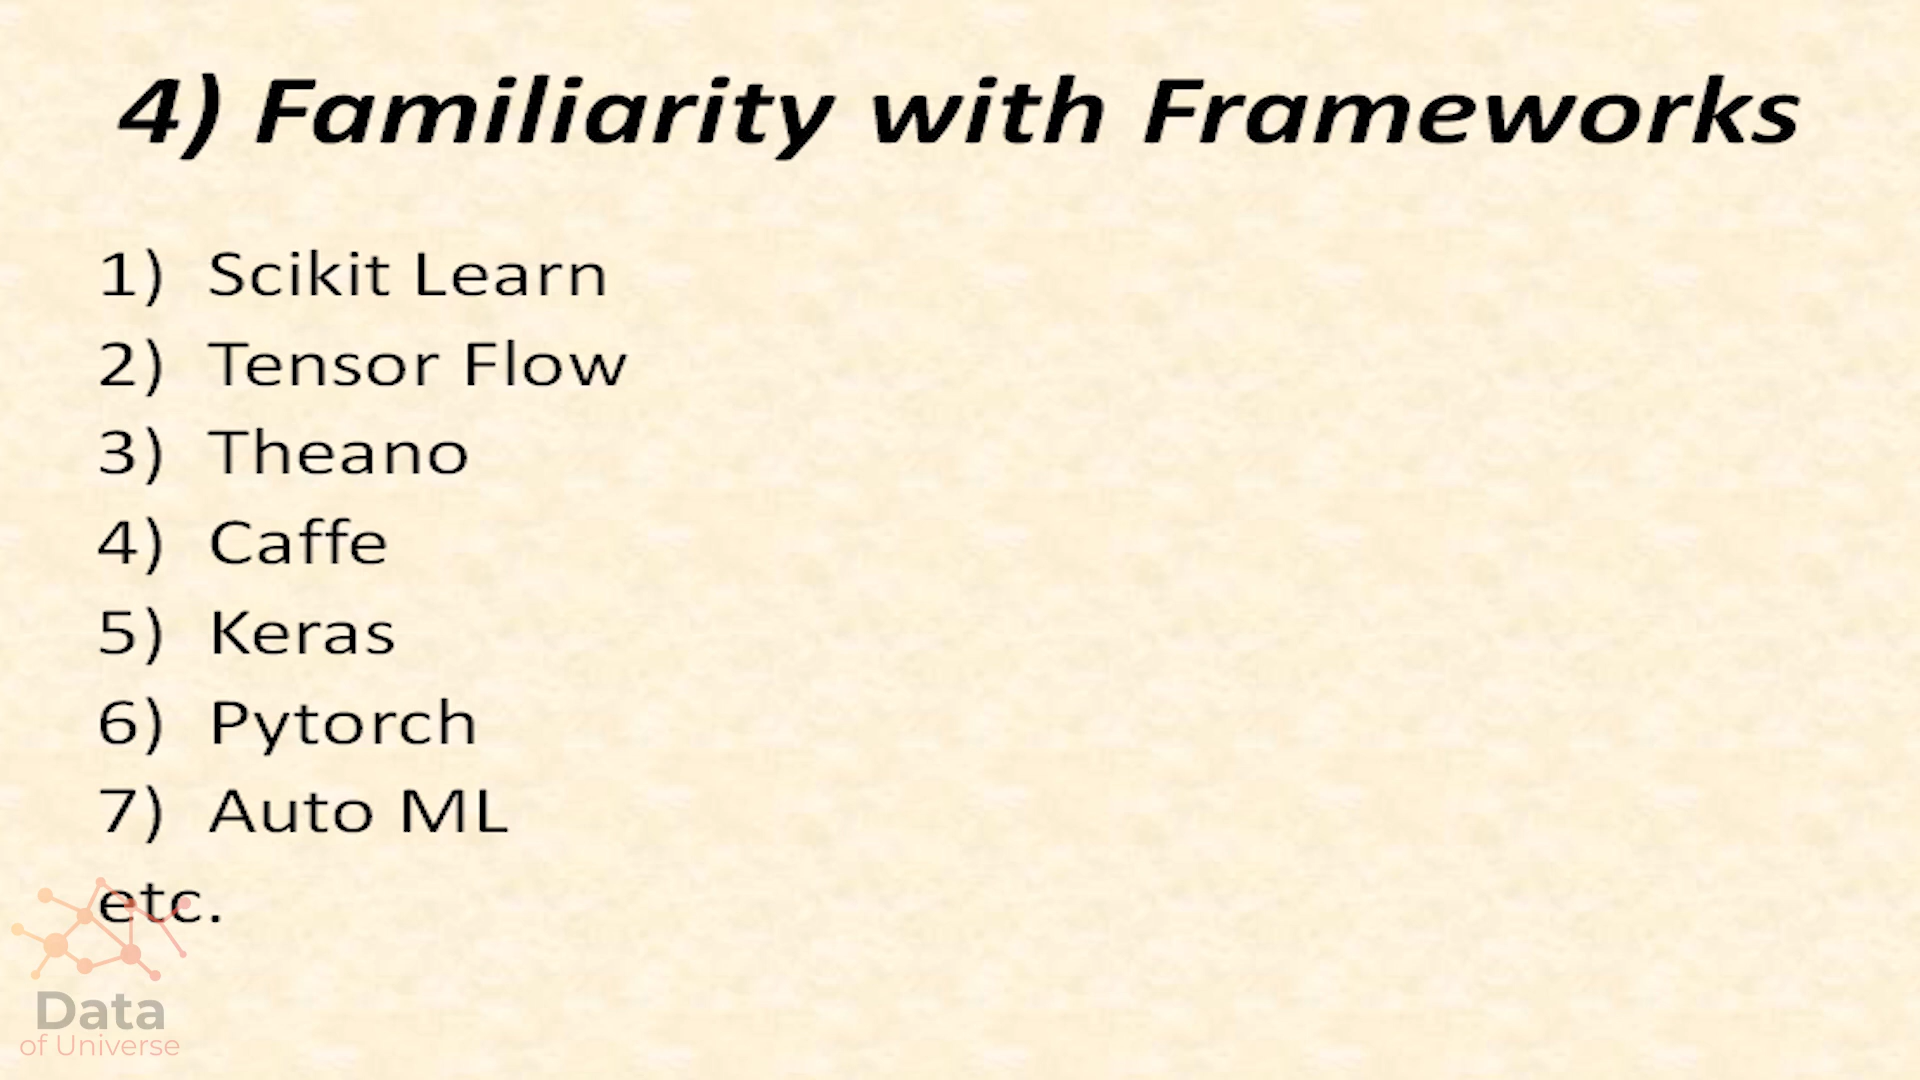 4) Familiarity with Frameworks
1) Scikit Learn
2) Tensor Flow
3) Theano
4) Caffe
5) Keras
6) Pytorch
7) Auto ML
etc.
Data
of Universe